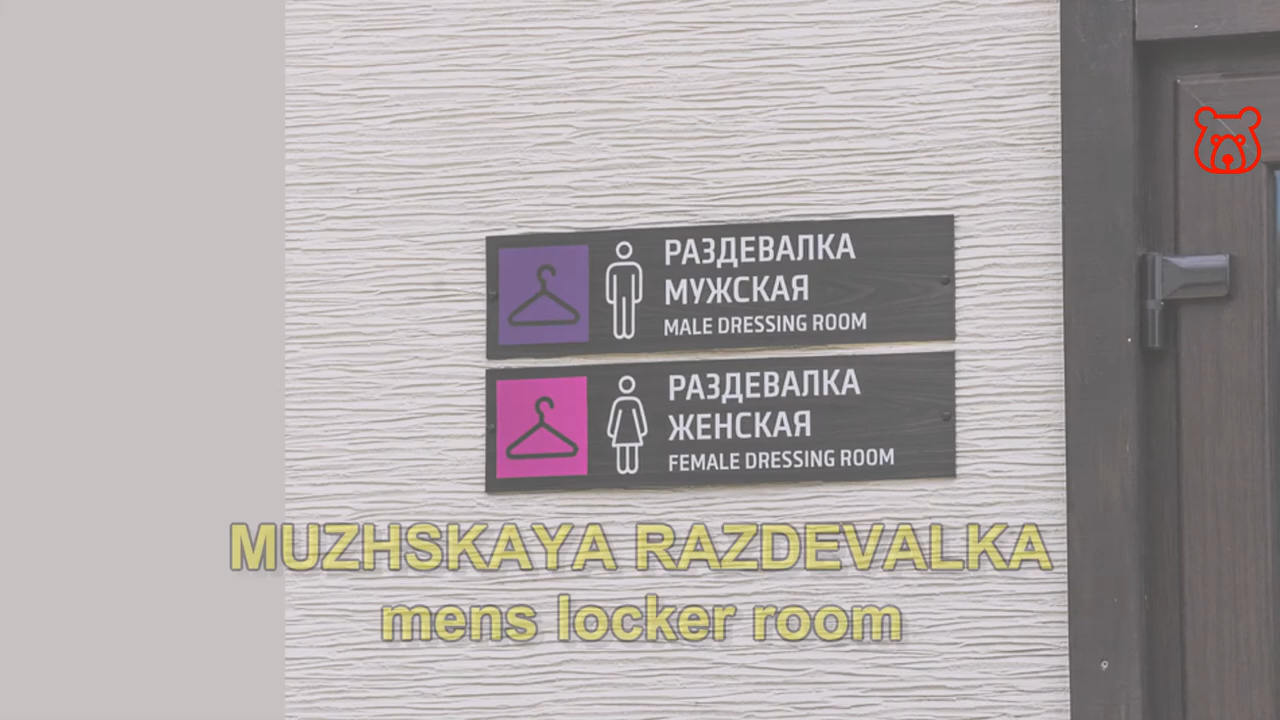 РАЗДЕВАЛКА
МУЖСКАЯ
MALE DRESSING ROOM
РАЗДЕВАЛКА
ЖЕНСКАЯ
FEMALE DRESSING ROOM
MUZHSKAYA RAZDEVALKA
mens locker room